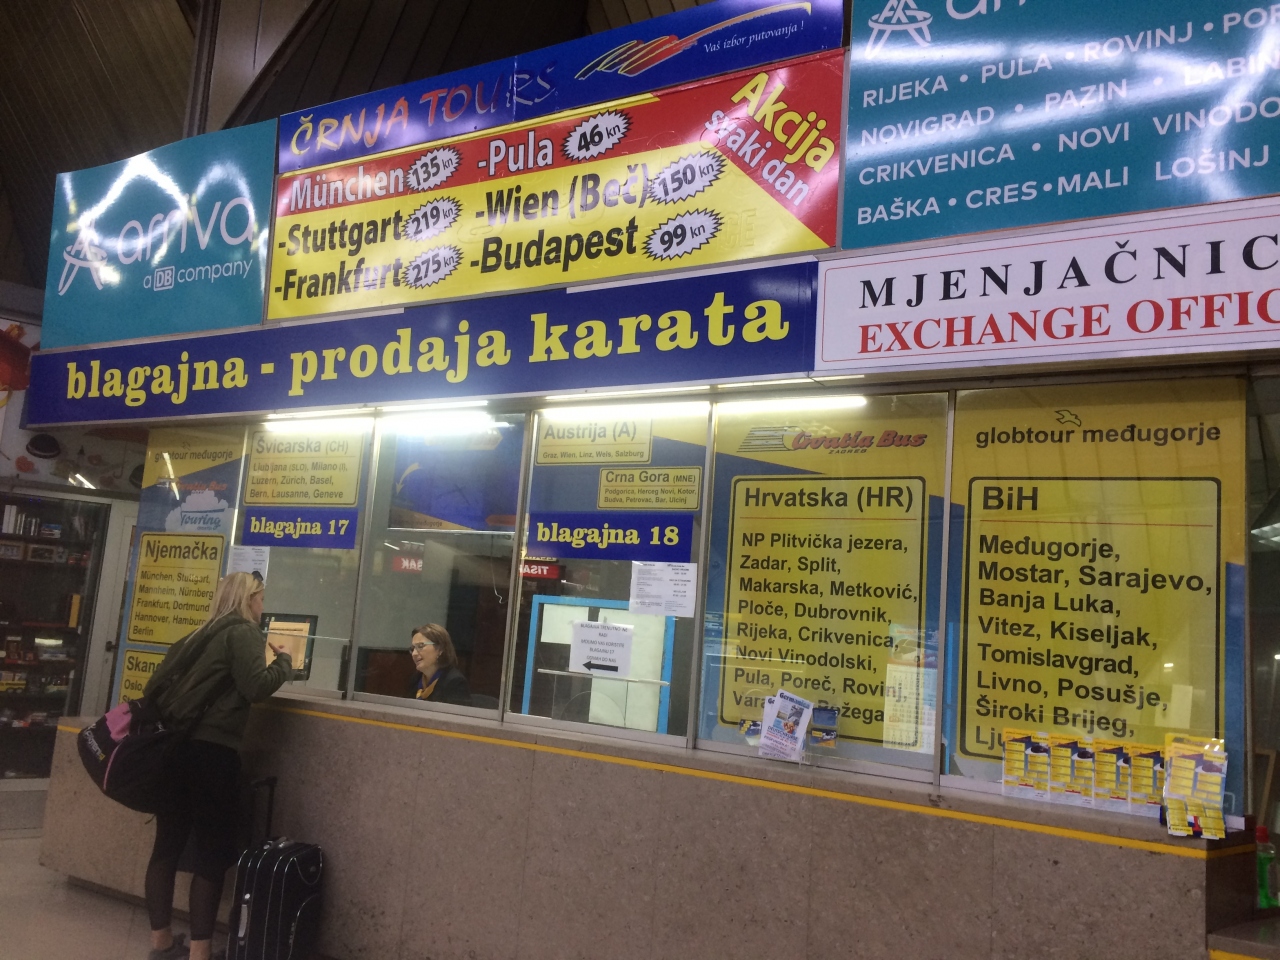 ČRNJA TOURS
Vaš izbor putovanja !
-München 135 kn
-Pula 46 kn
-Stuttgart 219 kn
-Wien (Beč) 150 kn
-Frankfurt 275 kn
-Budapest 99 kn
Akcija
svaki dan
arriva
a DB company
RIJEKA • PULA • ROVINJ •
NOVIGRAD • PAZIN • LABIN
CRIKVENICA • NOVI
BAŠKA • CRES • MALI LOŠINJ
EXCHANGE
blagajna - prodaja karata
globtour međugorje
Njemačka
München, Stuttgart,
Mannheim, Nürnberg
Frankfurt, Dortmund
Hannover, Hamburg
Berlin
Švicarska (CH)
Ljubljana (SLO), Milano (I),
Luzern, Zürich, Basel,
Bern, Lausanne, Geneve
blagajna 17
Austrija (A)
Graz, Wien, Linz, Wels, Salzburg
Crna Gora (MNE)
Podgorica, Herceg Novi, Kotor,
Budva, Petrovac, Bar, Ulcinj
blagajna 18
Croatia Bus
ZAGREB
Hrvatska (HR)
NP Plitvička jezera,
Zadar, Split,
Makarska, Metković,
Ploče, Dubrovnik,
Rijeka, Crikvenica,
Novi Vinodolski,
Pula, Poreč, Rovinj,
globtour međugorje
BiH
Međugorje,
Mostar, Sarajevo,
Banja Luka,
Vitez, Kiseljak,
Tomislavgrad,
Livno, Posušje,
Široki Brijeg,